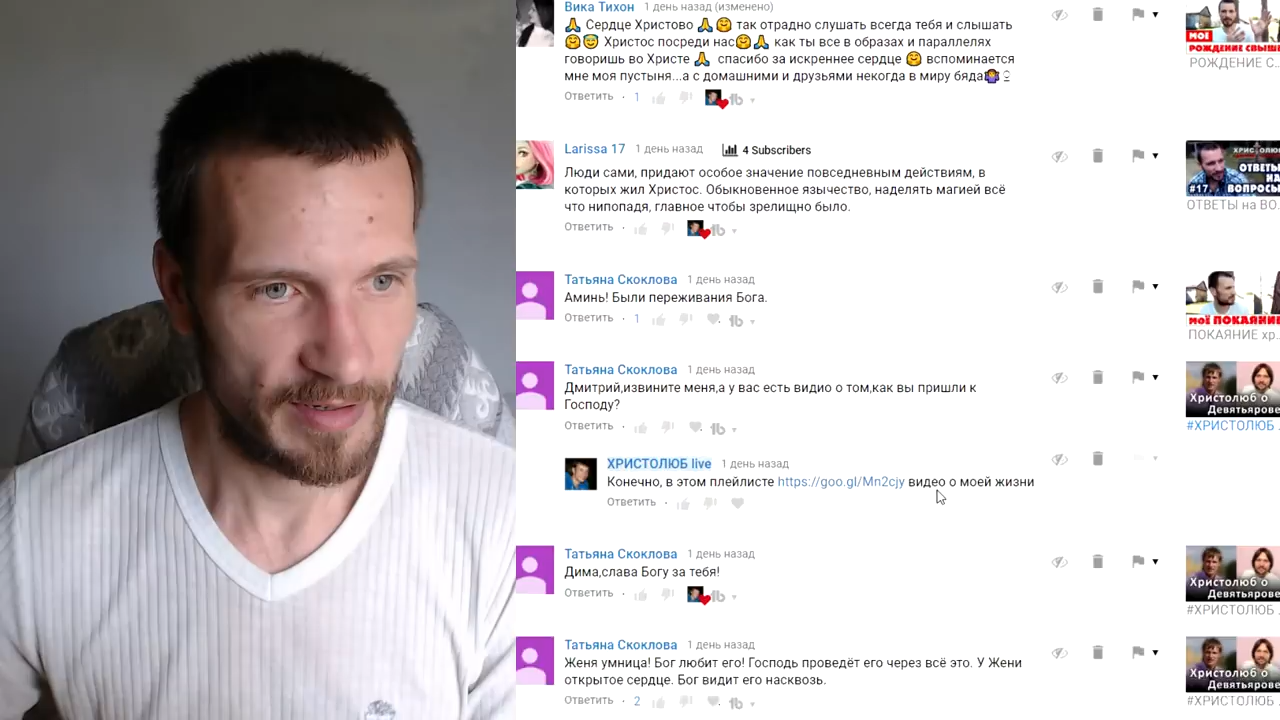 Вика Тихон 1 день назад (изменено)
🙏 Сердце Христово 🙏🤗 так отрадно слушать всегда тебя и слышать
🤗😇 Христос посреди нас🤗🙏 как ты все в образах и параллелях
говоришь во Христе 🙏 спасибо за искреннее сердце 🤗 вспоминается
мне моя пустыня...а с домашними и друзьями некогда в миру бяда
Ответить · 1
МОЁ
РОЖДЕНИЕ СВЫШЕ
РОЖДЕНИЕ С...
Larissa 17 1 день назад 4 Subscribers
Люди сами, придают особое значение повседневным действиям, в
которых жил Христос. Обыкновенное язычество, наделять магией всё
что нипопадя, главное чтобы зрелищно было.
Ответить
#17
ОТВЕТЫ
НА
ВОПРОСЫ
ОТВЕТЫ на ВО...
Татьяна Скоклова 1 день назад
Аминь! Были переживания Бога.
Ответить · 1
МОЁ ПОКАЯНИЕ
ПОКАЯНИЕ хр...
Татьяна Скоклова 1 день назад
Дмитрий,извините меня,а у вас есть видио о том,как вы пришли к
Господу?
Ответить ·
Христолюб о
Девятьярове
#ХРИСТОЛЮБ ...
ХРИСТОЛЮБ live 1 день назад
Конечно, в этом плейлисте https://goo.gl/Mn2cjy видео о моей жизни
Ответить ·
Татьяна Скоклова 1 день назад
Дима,слава Богу за тебя!
Ответить ·
Христолюб о
Девятьярове
#ХРИСТОЛЮБ ...
Татьяна Скоклова 1 день назад
Женя умница! Бог любит его! Господь проведёт его через всё это. У Жени
открытое сердце. Бог видит его насквозь.
Ответить · 2
Христолюб о
Девятьярове
#ХРИСТОЛЮБ ...